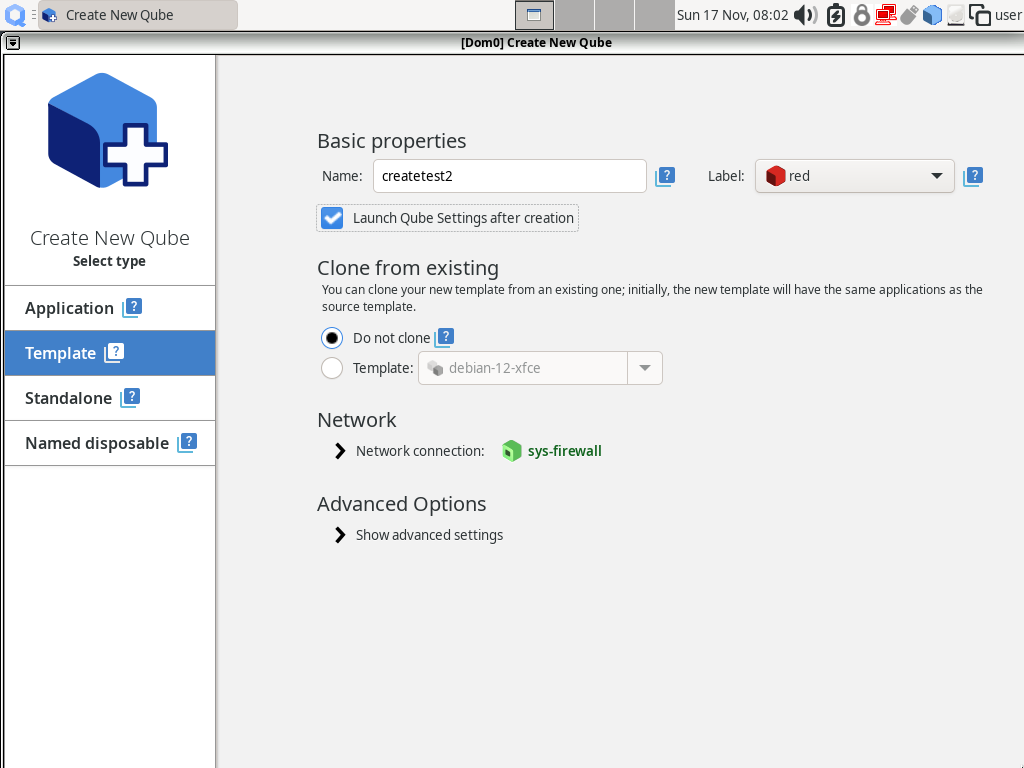 Create New Qube
Sun 17 Nov, 08:02
user
[Dom0] Create New Qube
Create New Qube
Select type
Application ?
Template ?
Standalone ?
Named disposable ?
Basic properties
Name: createtest2 ? Label: red ?
Launch Qube Settings after creation
Clone from existing
You can clone your new template from an existing one; initially, the new template will have the same applications as the
source template.
Do not clone ?
Template: debian-12-xfce
Network
Network connection: sys-firewall
Advanced Options
Show advanced settings